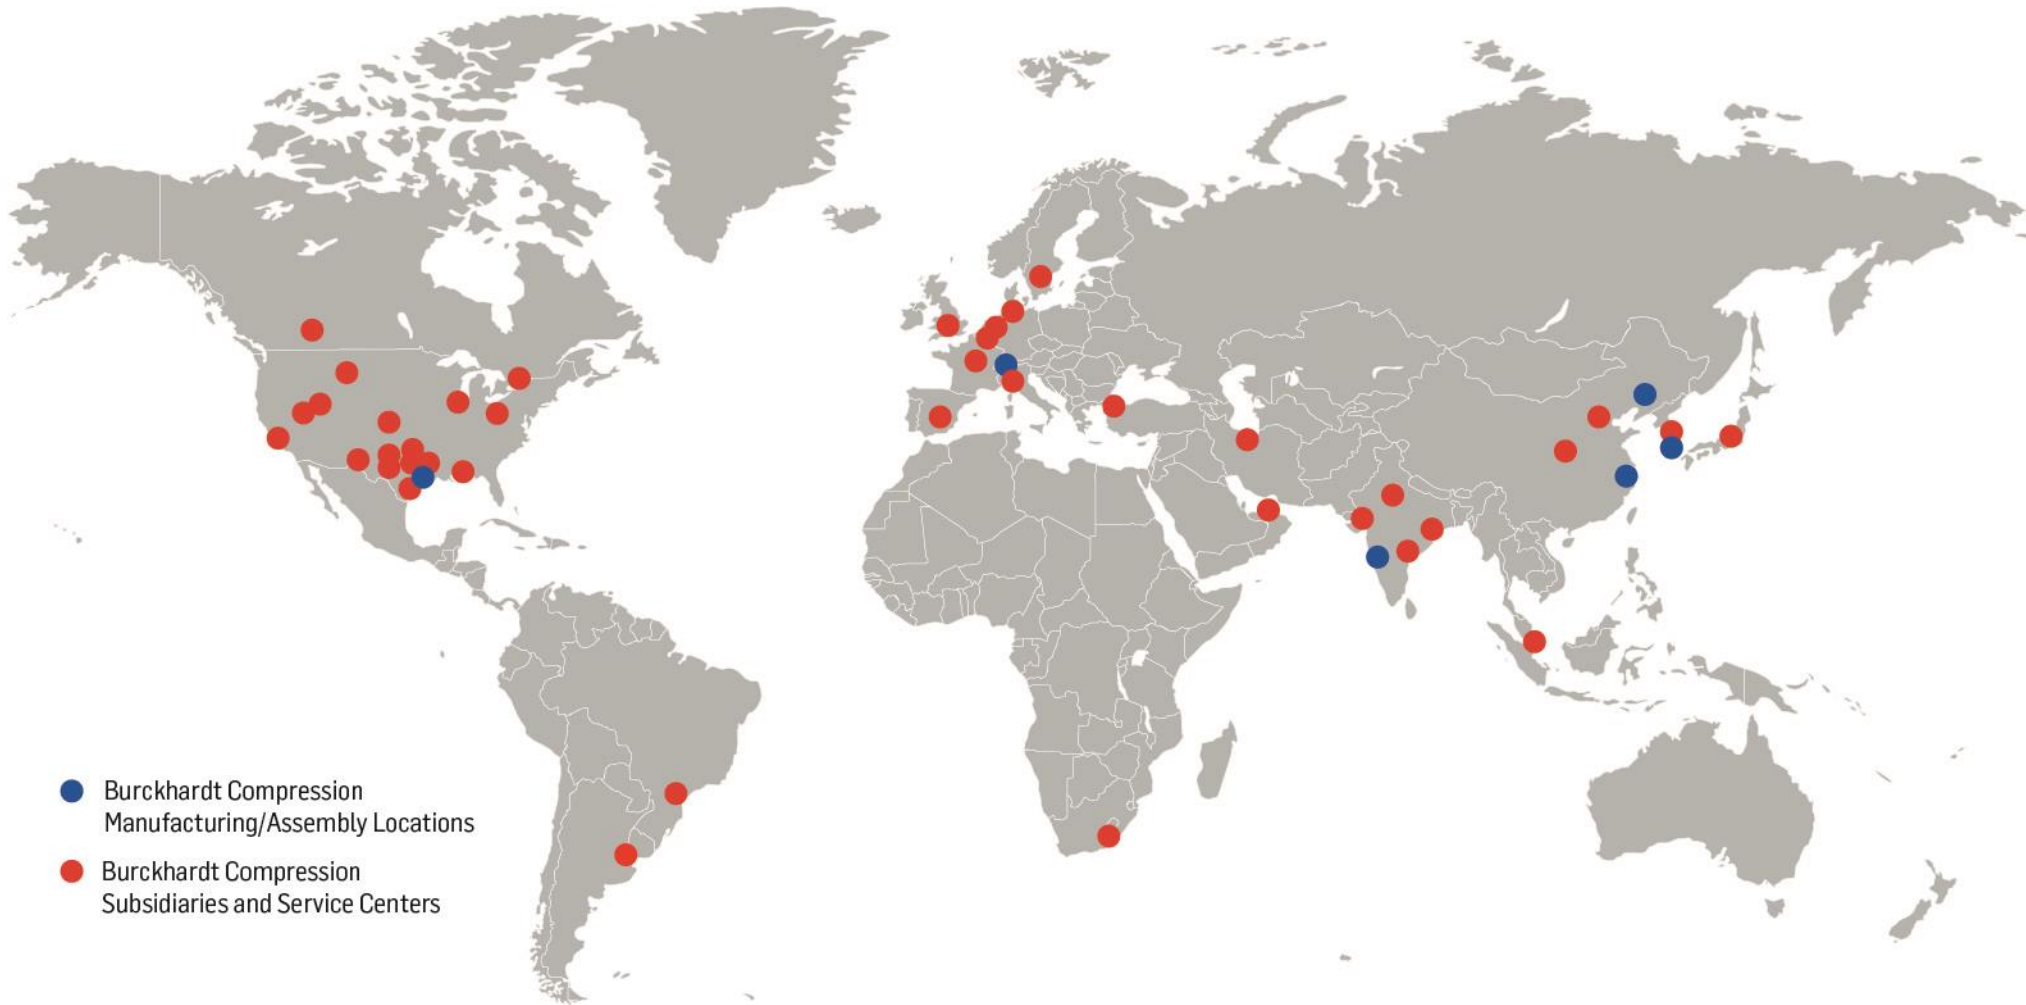 Burckhardt Compression
Manufacturing/Assembly Locations
Burckhardt Compression
Subsidiaries and Service Centers